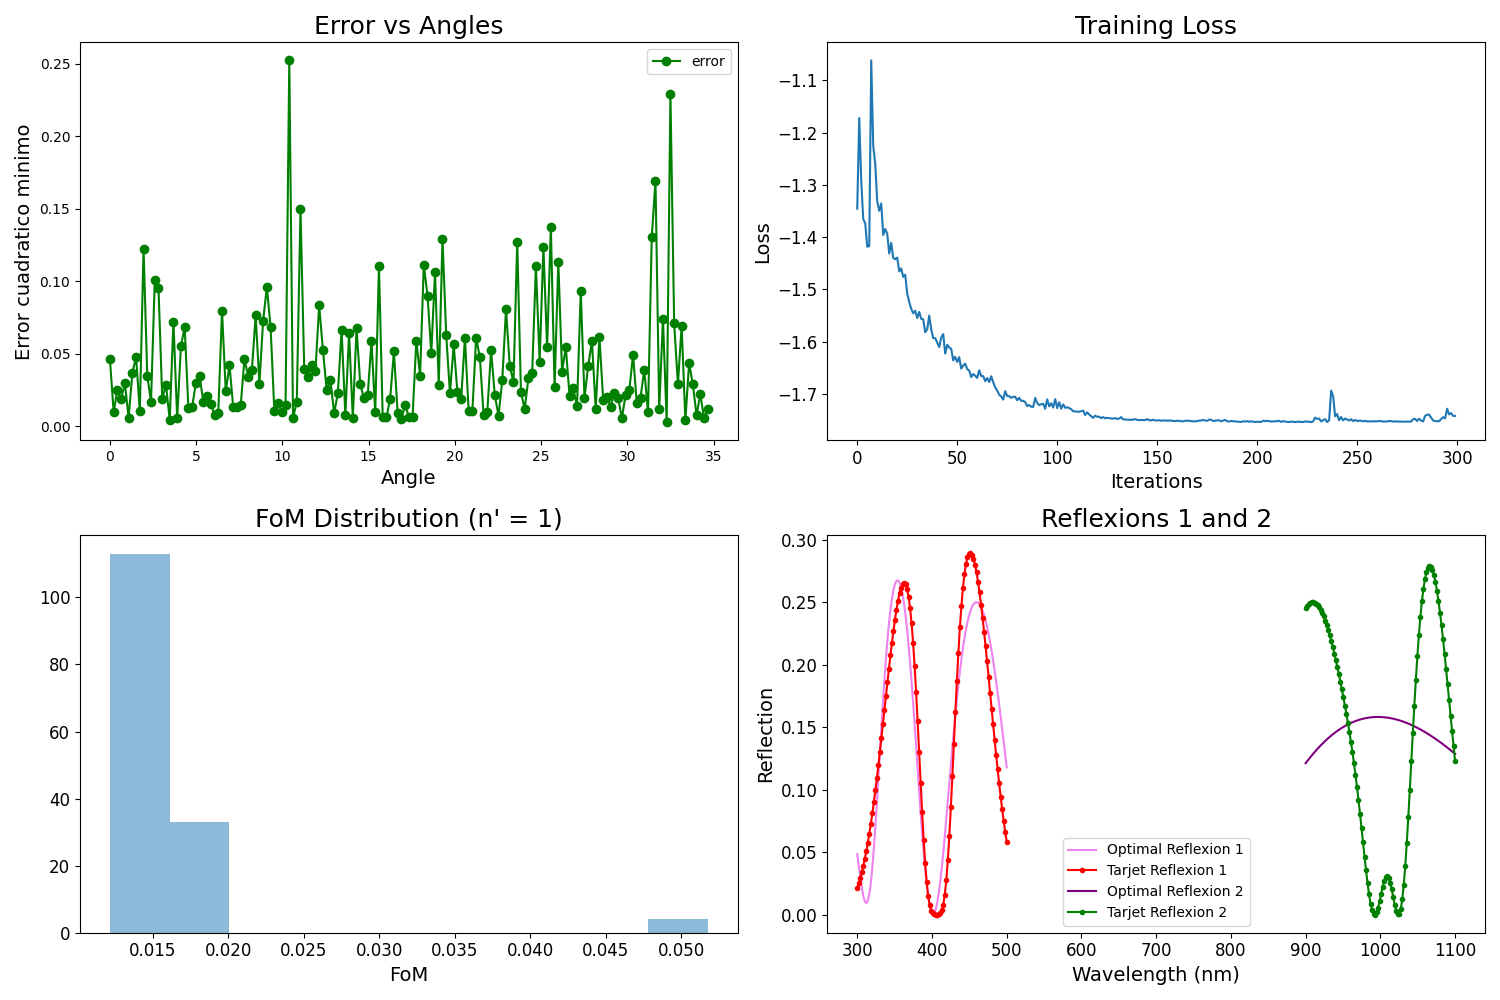 Error vs Angles
Error cuadratico minimo
0.25
0.20
0.15
0.10
0.05
0.00
error
0 5 10 15 20 25 30 35
Angle
Training Loss
Loss
−1.1
−1.2
−1.3
−1.4
−1.5
−1.6
−1.7
0 50 100 150 200 250 300
Iterations
FoM Distribution (n' = 1)
100
80
60
40
20
0
0.015 0.020 0.025 0.030 0.035 0.040 0.045 0.050
FoM
Reflexions 1 and 2
Reflection
0.30
0.25
0.20
0.15
0.10
0.05
0.00
Optimal Reflexion 1
Tarjet Reflexion 1
Optimal Reflexion 2
Tarjet Reflexion 2
300 400 500 600 700 800 900 1000 1100
Wavelength (nm)